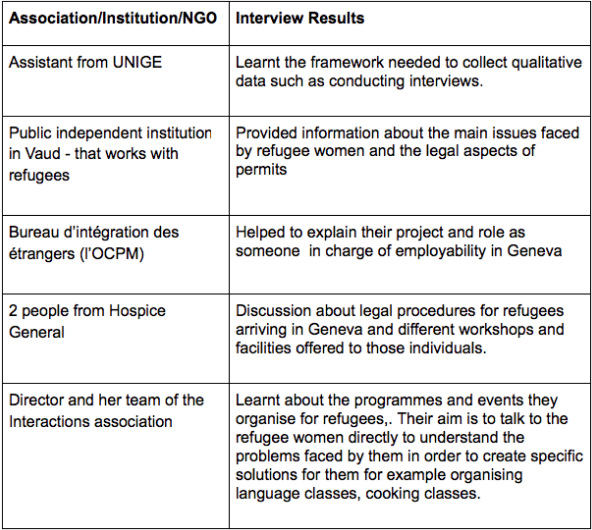 Association/Institution/NGO
Interview Results
Assistant from UNIGE
Learnt the framework needed to collect qualitative
data such as conducting interviews.
Public independent institution
in Vaud - that works with
refugees
Provided information about the main issues faced
by refugee women and the legal aspects of
permits
Bureau d'intégration des
étrangers (l'OCPM)
Helped to explain their project and role as
someone  in charge of employability in Geneva
2 people from Hospice
General
Discussion about legal procedures for refugees
arriving in Geneva and different workshops and
facilities offered to those individuals.
Director and her team of the
Interactions association
Learnt about the programmes and events they
organise for refugees,. Their aim is to talk to the
refugee women directly to understand the
problems faced by them in order to create specific
solutions for them for example organising
language classes, cooking classes.